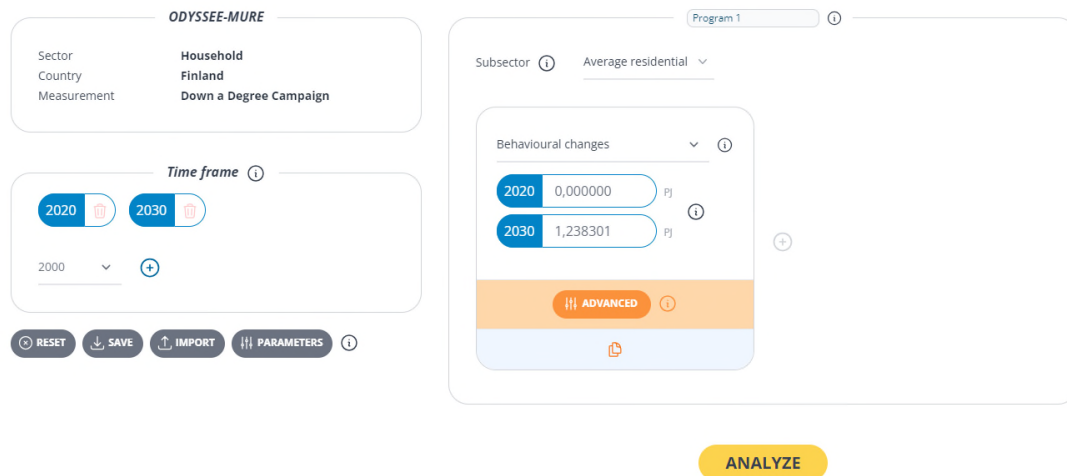 ODYSSEE-MURE
Sector Household
Country Finland
Measurement Down a Degree Campaign
Time frame
2020 2030
2000
RESET SAVE IMPORT PARAMETERS
Program 1
Subsector Average residential
Behavioural changes
2020 0,000000 PJ
2030 1,238301 PJ
ADVANCED
ANALYZE